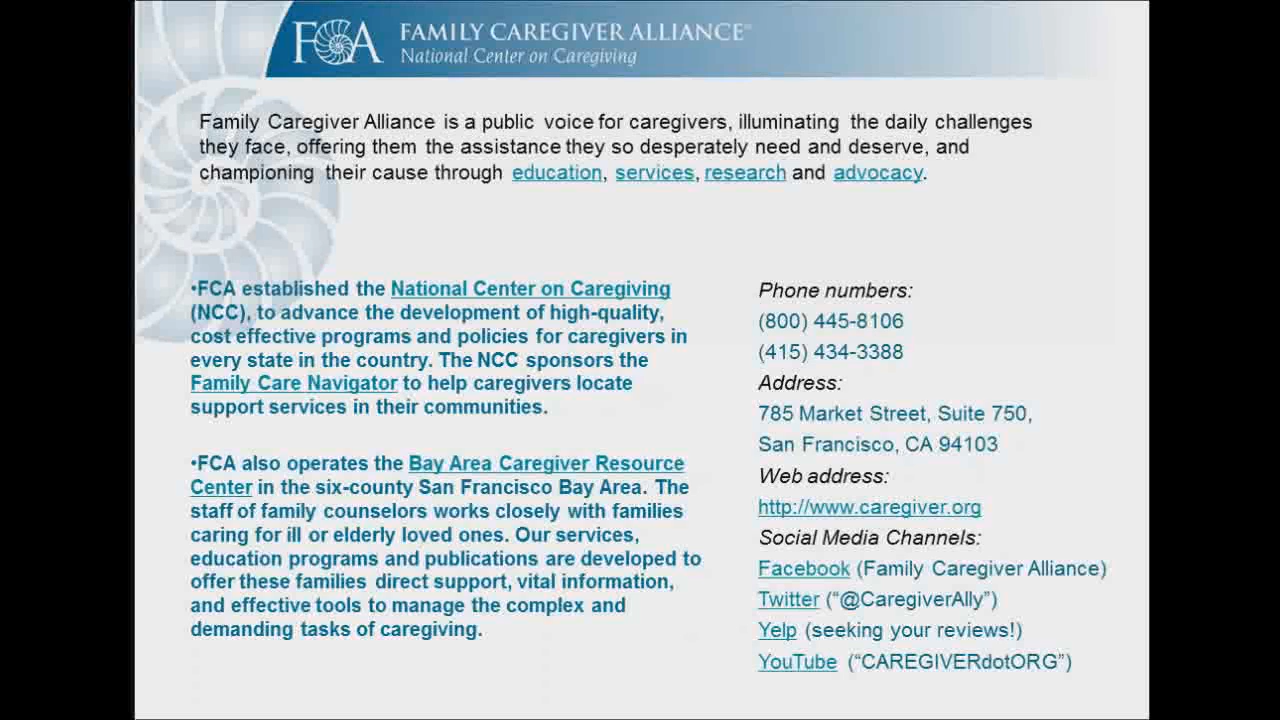 FCA
FAMILY CAREGIVER ALLIANCE
National Center on Caregiving
Family Caregiver Alliance is a public voice for caregivers, illuminating the daily challenges
they face, offering them the assistance they so desperately need and deserve, and
championing their cause through education, services, research and advocacy.
•FCA established the National Center on Caregiving
(NCC), to advance the development of high-quality,
cost effective programs and policies for caregivers in
every state in the country. The NCC sponsors the
Family Care Navigator to help caregivers locate
support services in their communities.
•FCA also operates the Bay Area Caregiver Resource
Center in the six-county San Francisco Bay Area. The
staff of family counselors works closely with families
caring for ill or elderly loved ones. Our services,
education programs and publications are developed to
offer these families direct support, vital information,
and effective tools to manage the complex and
demanding tasks of caregiving.
Phone numbers:
(800) 445-8106
(415) 434-3388
Address:
785 Market Street, Suite 750,
San Francisco, CA 94103
Web address:
http://www.caregiver.org
Social Media Channels:
Facebook (Family Caregiver Alliance)
Twitter (“@CaregiverAlly”)
Yelp (seeking your reviews!)
YouTube (“CAREGIVERdotORG”)